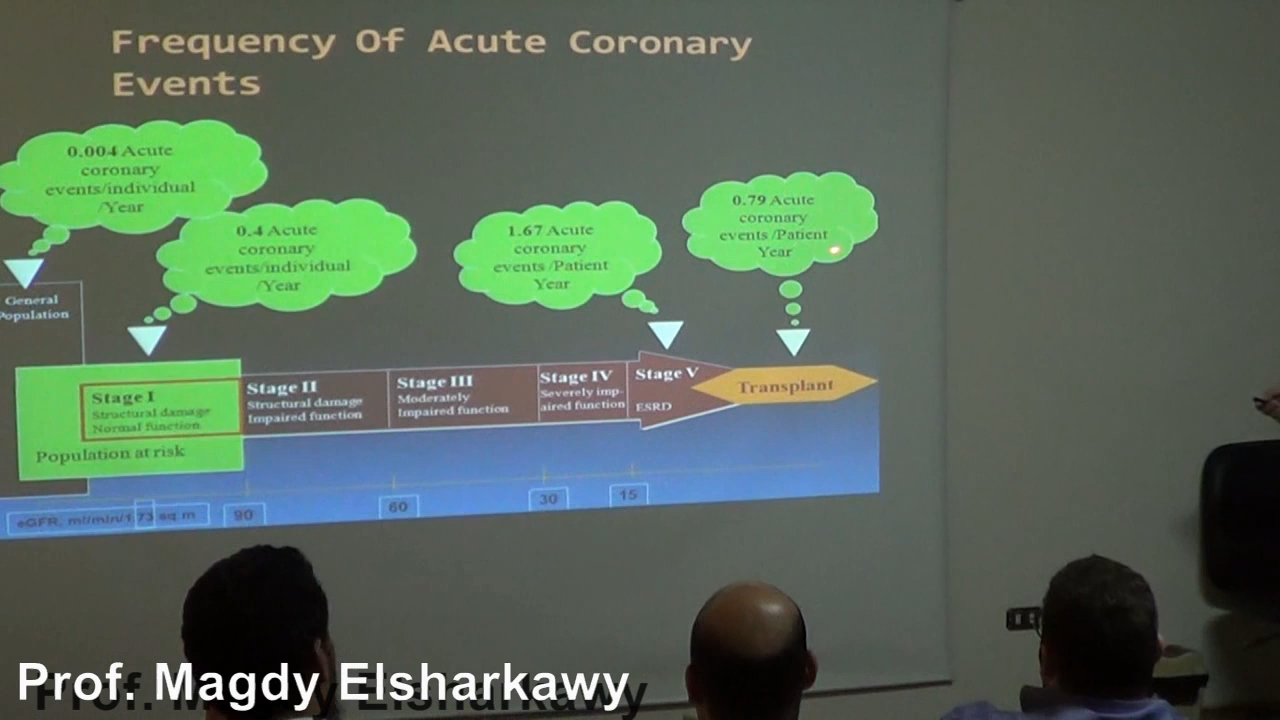 Frequency Of Acute Coronary
Events
0.004 Acute
coronary
events/individual
/Year
0.4 Acute
coronary
events/individual
/Year
1.67 Acute
coronary
events /Patient
Year
0.79 Acute
coronary
events /Patient
Year
General
Population
Stage I
Structural damage
Normal function.
Population at risk
Stage II
Structural damage
Impaired function
Stage III
Moderately
Impaired function
Stage IV
Severely imp-
aired function
Stage V
ESRD
Transplant
eGFR, ml/min/1.73 sq m
90
60
30
15
Prof. Magdy Elsharkawy